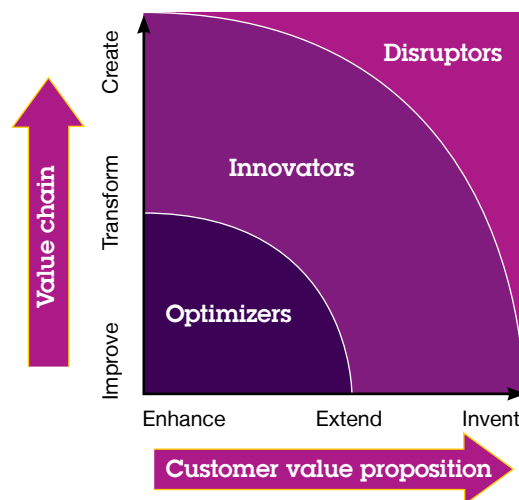 Create
Disruptors
Innovators
Transform
Value chain
Optimizers
Improve
Enhance
Extend
Invent
Customer value proposition